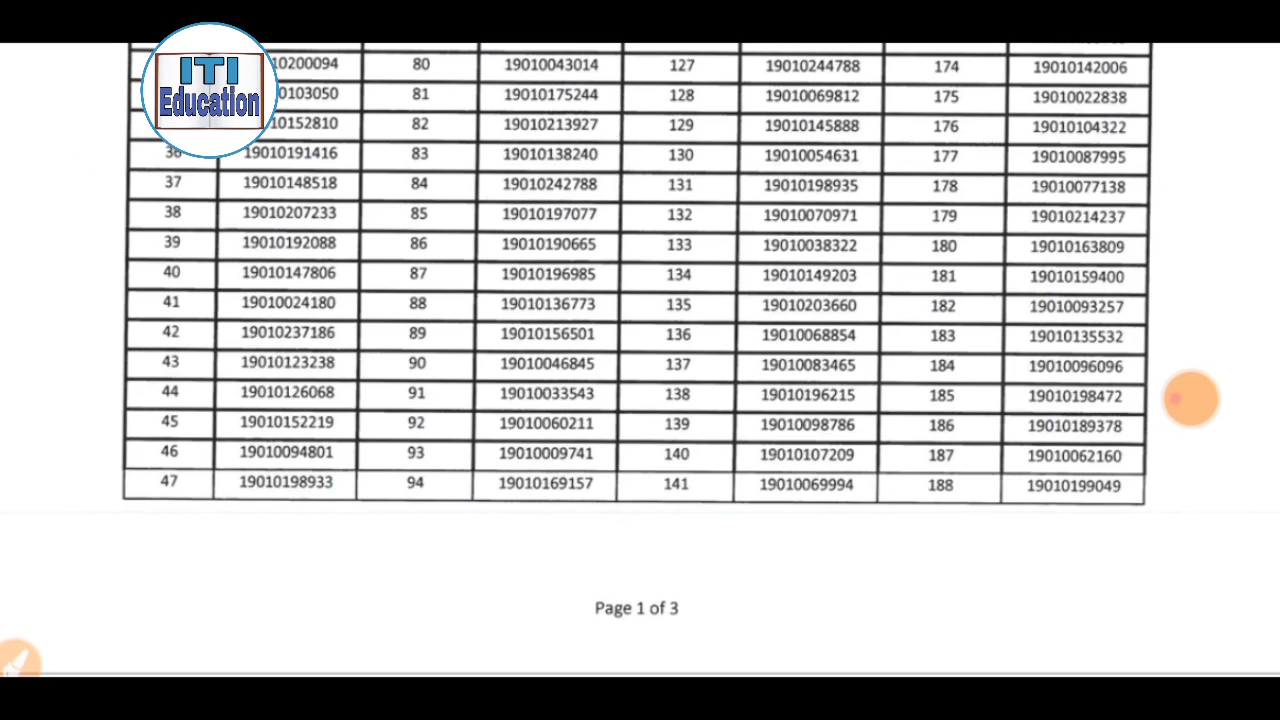 ITI
Education
10200094 80 19010043014 127 19010244788 174 19010142006
0103050 81 19010175244 128 19010069812 175 19010022838
10152810 82 19010213927 129 19010145888 176 19010104322
36 19010191416 83 19010138240 130 19010054631 177 19010087995
37 19010148518 84 19010242788 131 19010198935 178 19010077138
38 19010207233 85 19010197077 132 19010070971 179 19010214237
39 19010192088 86 19010190665 133 19010038322 180 19010163809
40 19010147806 87 19010196985 134 19010149203 181 19010159400
41 19010024180 88 19010136773 135 19010203660 182 19010093257
42 19010237186 89 19010156501 136 19010068854 183 19010135532
43 19010123238 90 19010046845 137 19010083465 184 19010096096
44 19010126068 91 19010033543 138 19010196215 185 19010198472
45 19010152219 92 19010060211 139 19010098786 186 19010189378
46 19010094801 93 19010009741 140 19010107209 187 19010062160
47 19010198933 94 19010169157 141 19010069994 188 19010199049
Page 1 of 3